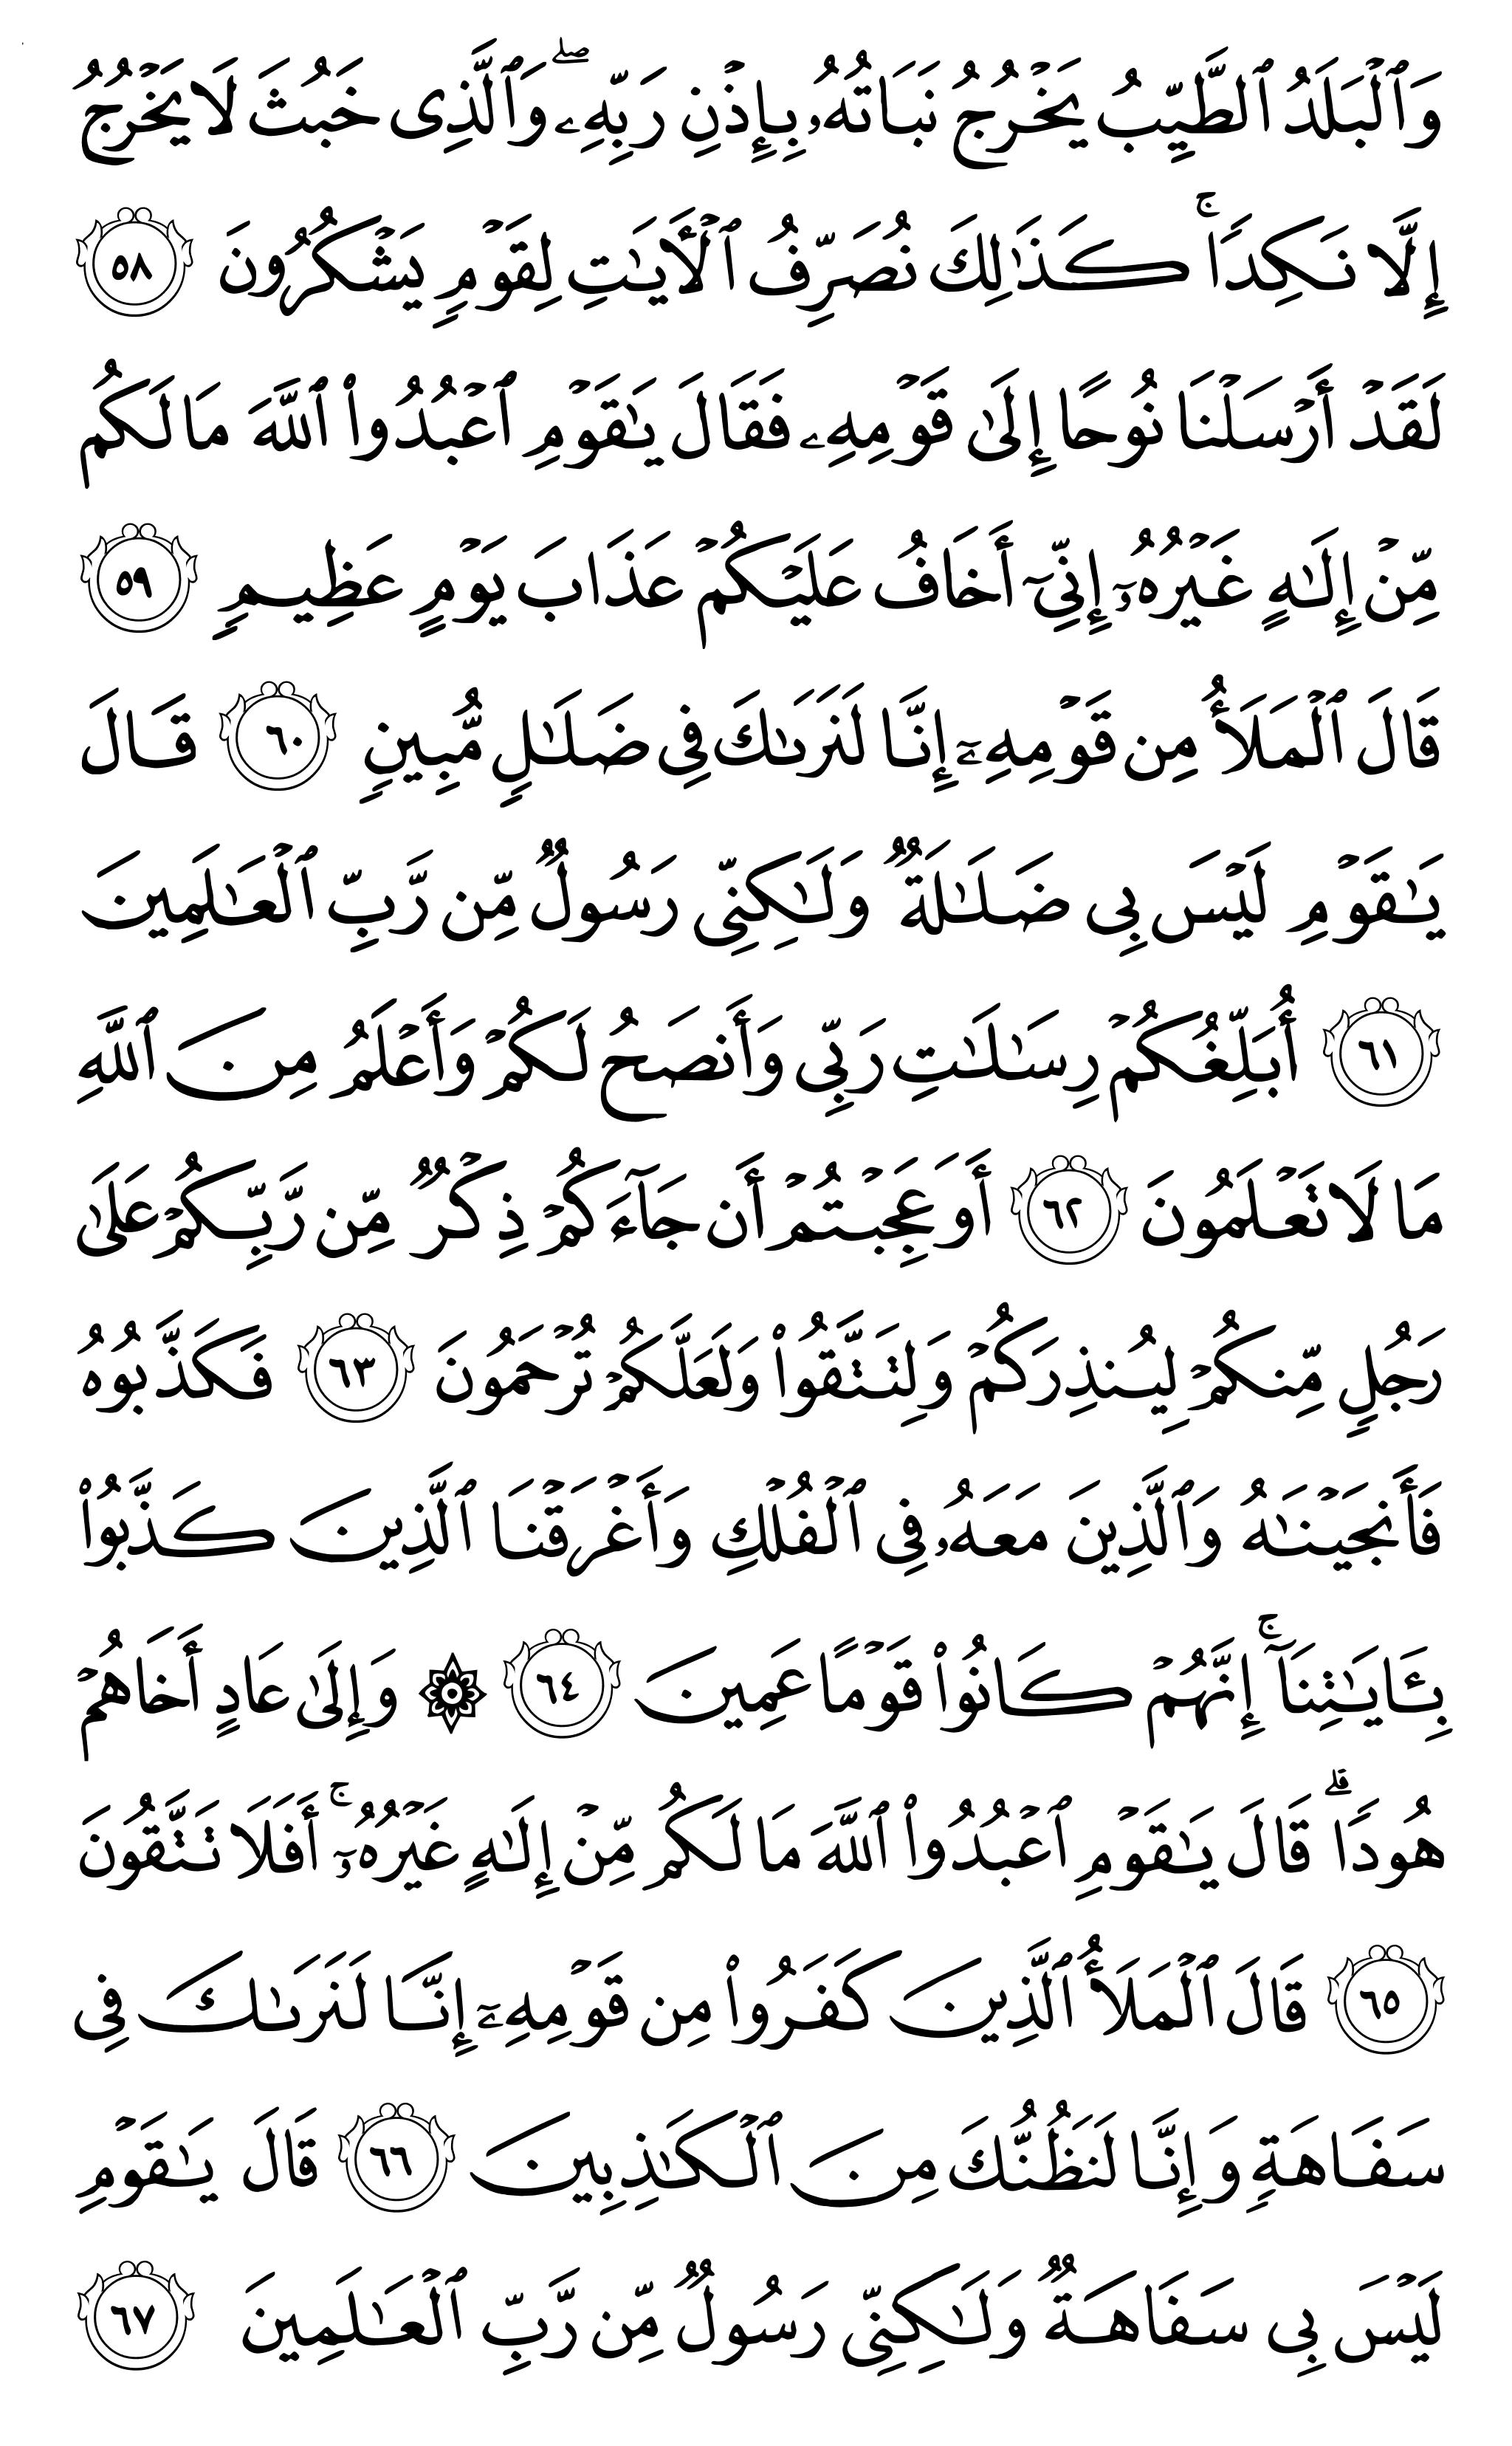 وَٱلْبَلَدُ ٱلطَّيِّبُ يَخْرُجُ نَبَاتُهُۥ بِإِذْنِ رَبِّهِۦ ۖ وَٱلَّذِى خَبُثَ لَا يَخْرُجُ
إِلَّا نَكِدًا ۚ كَذَٰلِكَ نُصَرِّفُ ٱلْأَيَٰتِ لِقَوْمٍ يَشْكُرُونَ ٥٨
لَقَدْ أَرْسَلْنَا نُوحًا إِلَىٰ قَوْمِهِۦ فَقَالَ يَٰقَوْمِ ٱعْبُدُوا۟ ٱللَّهَ مَا لَكُم
مِّنْ إِلَٰهٍ غَيْرُهُۥٓ إِنِّىٓ أَخَافُ عَلَيْكُمْ عَذَابَ يَوْمٍ عَظِيمٍ ٥٩
قَالَ ٱلْمَلَأُ مِن قَوْمِهِۦٓ إِنَّا لَنَرَىٰكَ فِى ضَلَٰلٍ مُّبِينٍ ٦٠ قَالَ
يَٰقَوْمِ لَيْسَ بِى ضَلَٰلَةٌ وَلَٰكِنِّى رَسُولٌ مِّن رَّبِّ ٱلْعَٰلَمِينَ
٦١ أُبَلِّغُكُمْ رِسَٰلَٰتِ رَبِّى وَأَنصَحُ لَكُمْ وَأَعْلَمُ مِنَ ٱللَّهِ
مَا لَا تَعْلَمُونَ ٦٢ أَوَعَجِبْتُمْ أَن جَآءَكُمْ ذِكْرٌ مِّن رَّبِّكُمْ عَلَىٰ
رَجُلٍ مِّنكُمْ لِيُنذِرَكُمْ وَلِتَتَّقُوا۟ وَلَعَلَّكُمْ تُرْحَمُونَ ٦٣ فَكَذَّبُوهُ
فَأَنجَيْنَٰهُ وَٱلَّذِينَ مَعَهُۥ فِى ٱلْفُلْكِ وَأَغْرَقْنَا ٱلَّذِينَ كَذَّبُوا۟
بِـَٔايَٰتِنَآ ۚ إِنَّهُمْ كَانُوا۟ قَوْمًا عَمِينَ ٦٤ ۞ وَإِلَىٰ عَادٍ أَخَاهُمْ
هُودًا ۗ قَالَ يَٰقَوْمِ ٱعْبُدُوا۟ ٱللَّهَ مَا لَكُم مِّنْ إِلَٰهٍ غَيْرُهُۥٓ ۚ أَفَلَا تَتَّقُونَ
٦٥ قَالَ ٱلْمَلَأُ ٱلَّذِينَ كَفَرُوا۟ مِن قَوْمِهِۦٓ إِنَّا لَنَرَىٰكَ فِى
سَفَاهَةٍ وَإِنَّا لَنَظُنُّكَ مِنَ ٱلْكَٰذِبِينَ ٦٦ قَالَ يَٰقَوْمِ
لَيْسَ بِى سَفَاهَةٌ وَلَٰكِنِّى رَسُولٌ مِّن رَّبِّ ٱلْعَٰلَمِينَ ٦٧